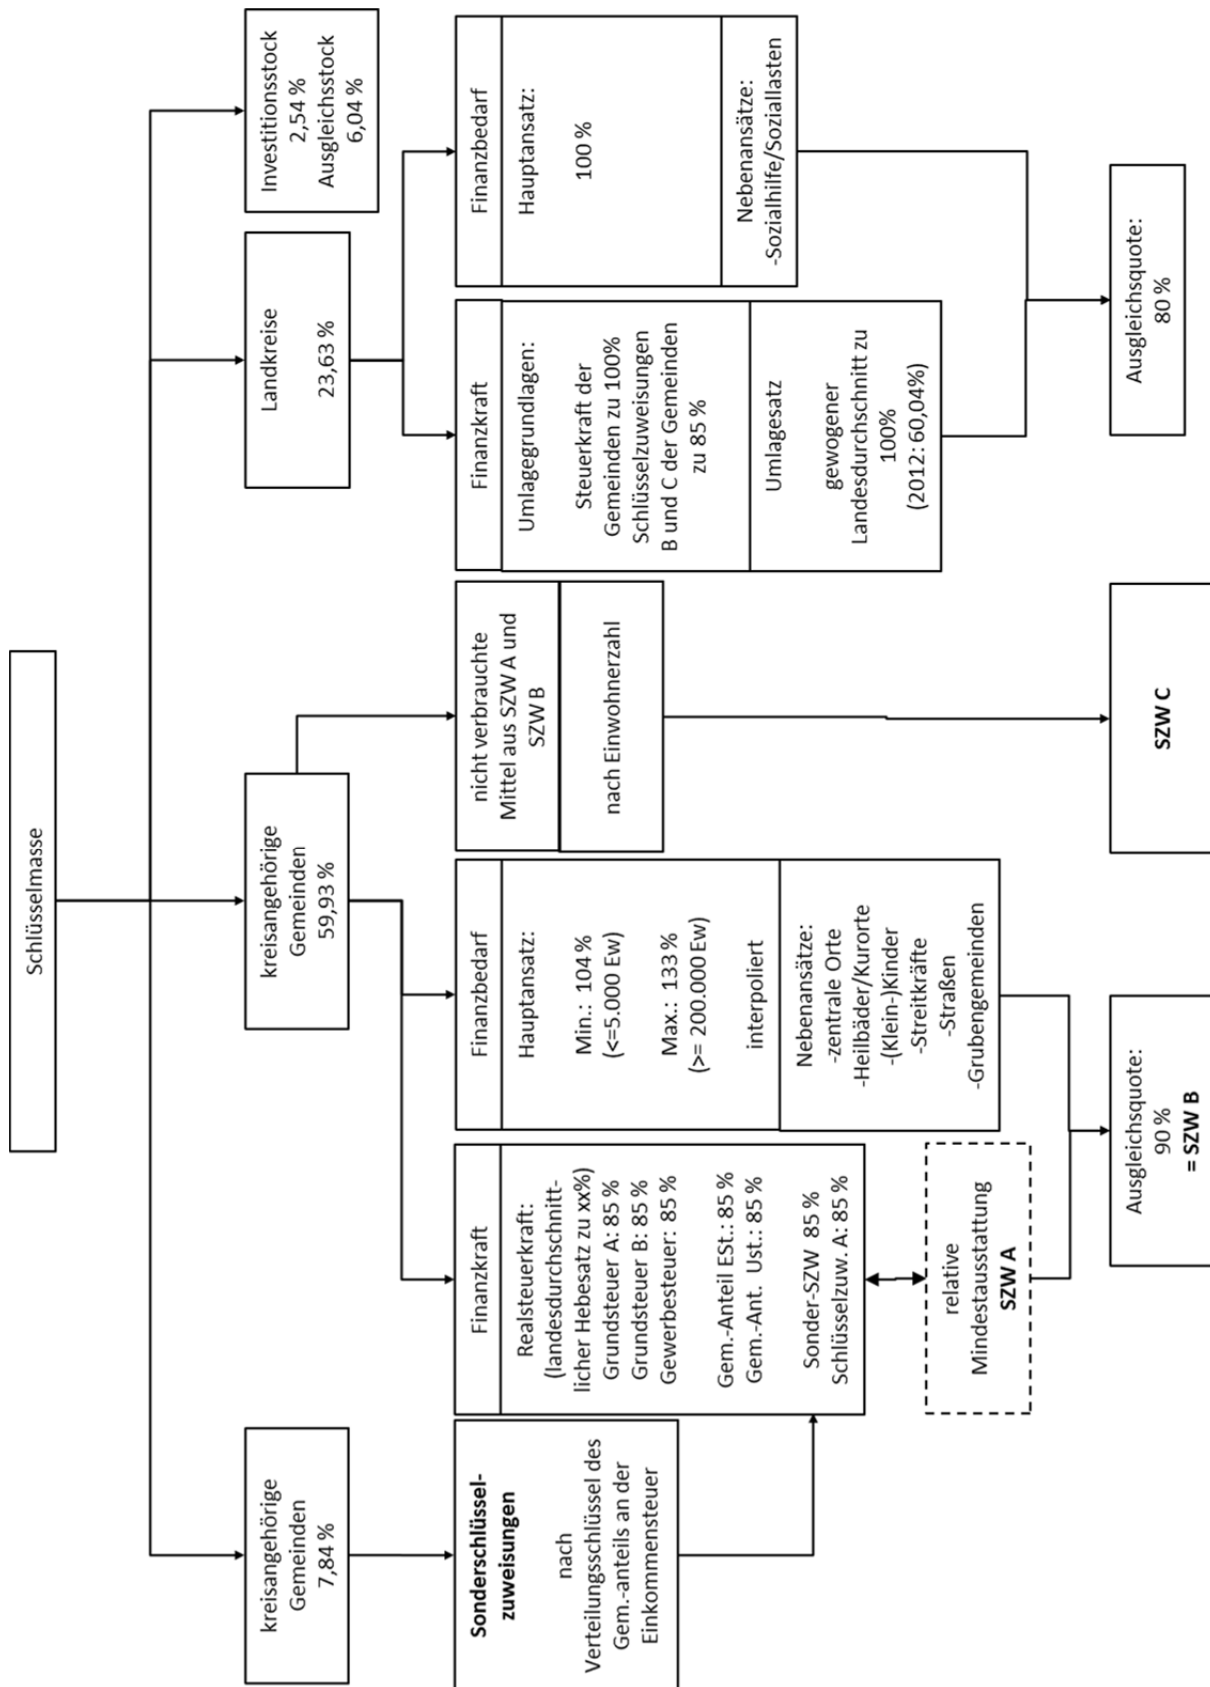 Schlüsselmasse
kreisangehörige
Gemeinden
7,84 %
kreisangehörige
Gemeinden
59,93 %
Landkreise
23,63 %
Investitionsstock
2,54 %
Ausgleichsstock
6,04 %
Sonderschlüssel-
zuweisungen
nach
Verteilungsschlüssel des
Gem.-anteils an der
Einkommensteuer
Finanzkraft
Realsteuerkraft:
(landesdurchschnitt-
licher Hebesatz zu xx%)
Grundsteuer A: 85 %
Grundsteuer B: 85 %
Gewerbesteuer: 85 %
Gem.-Anteil ESt.: 85 %
Gem.-Ant. Ust.: 85 %
Sonder-SZW 85 %
Schlüsselzuw. A: 85 %
relative
Mindestausstattung
SZW A
Finanzbedarf
Hauptansatz:
Min.: 104 %
(<=5.000 Ew)
Max.: 133 %
(>= 200.000 Ew)
interpoliert
Nebenansätze:
-zentrale Orte
-Heilbäder/Kurorte
-(Klein-)Kinder
-Streitkräfte
-Straßen
-Grubengemeinden
Ausgleichsquote:
90 %
= SZW B
nicht verbrauchte
Mittel aus SZW A und
SZW B
nach Einwohnerzahl
SZW C
Finanzkraft
Umlagegrundlagen:
Steuerkraft der
Gemeinden zu 100%
Schlüsselzuweisungen
B und C der Gemeinden
zu 85 %
Umlagesatz
gewogener
Landesdurchschnitt zu
100%
(2012: 60,04%)
Finanzbedarf
Hauptansatz:
100 %
Nebenansätze:
-Sozialhilfe/Soziallasten
Ausgleichsquote:
80 %